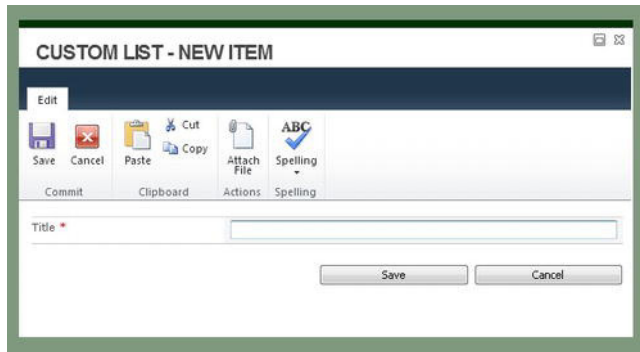 CUSTOM LIST - NEW ITEM
Edit
Save
Cancel
Paste
Cut
Copy
Attach
File
ABC
Spelling
Commit
Clipboard
Actions
Spelling
Title *
Save
Cancel